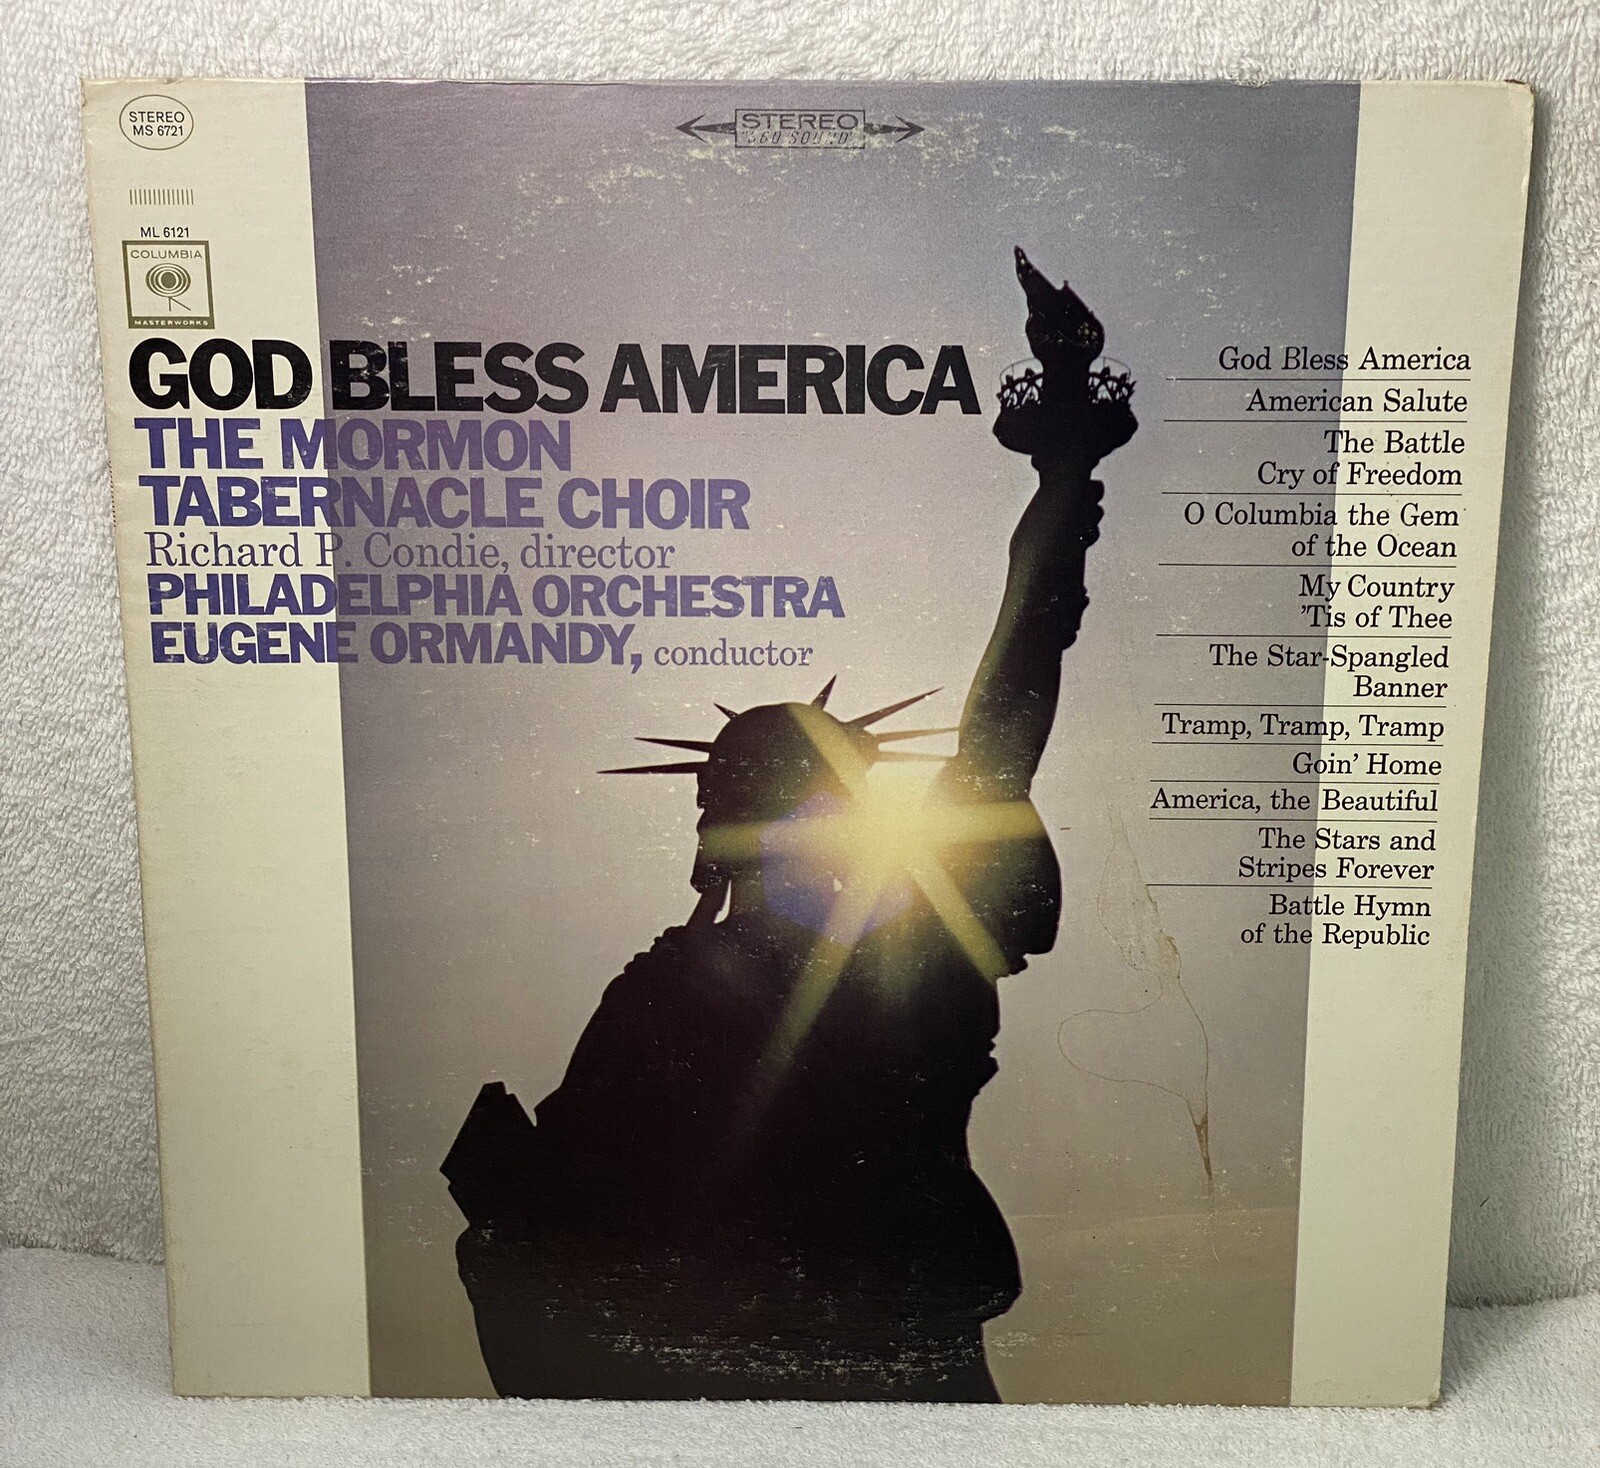 STEREO
MS 6721
STEREO
"360 SOUND"
ML 6121
COLUMBIA
MASTERWORKS
GOD BLESS AMERICA
THE MORMON
TABERNACLE CHOIR
Richard P. Condie, director
PHILADELPHIA ORCHESTRA
EUGENE ORMANDY, conductor
God Bless America
American Salute
The Battle
Cry of Freedom
O Columbia the Gem
of the Ocean
My Country
'Tis of Thee
The Star-Spangled
Banner
Tramp, Tramp, Tramp
Goin' Home
America, the Beautiful
The Stars and
Stripes Forever
Battle Hymn
of the Republic